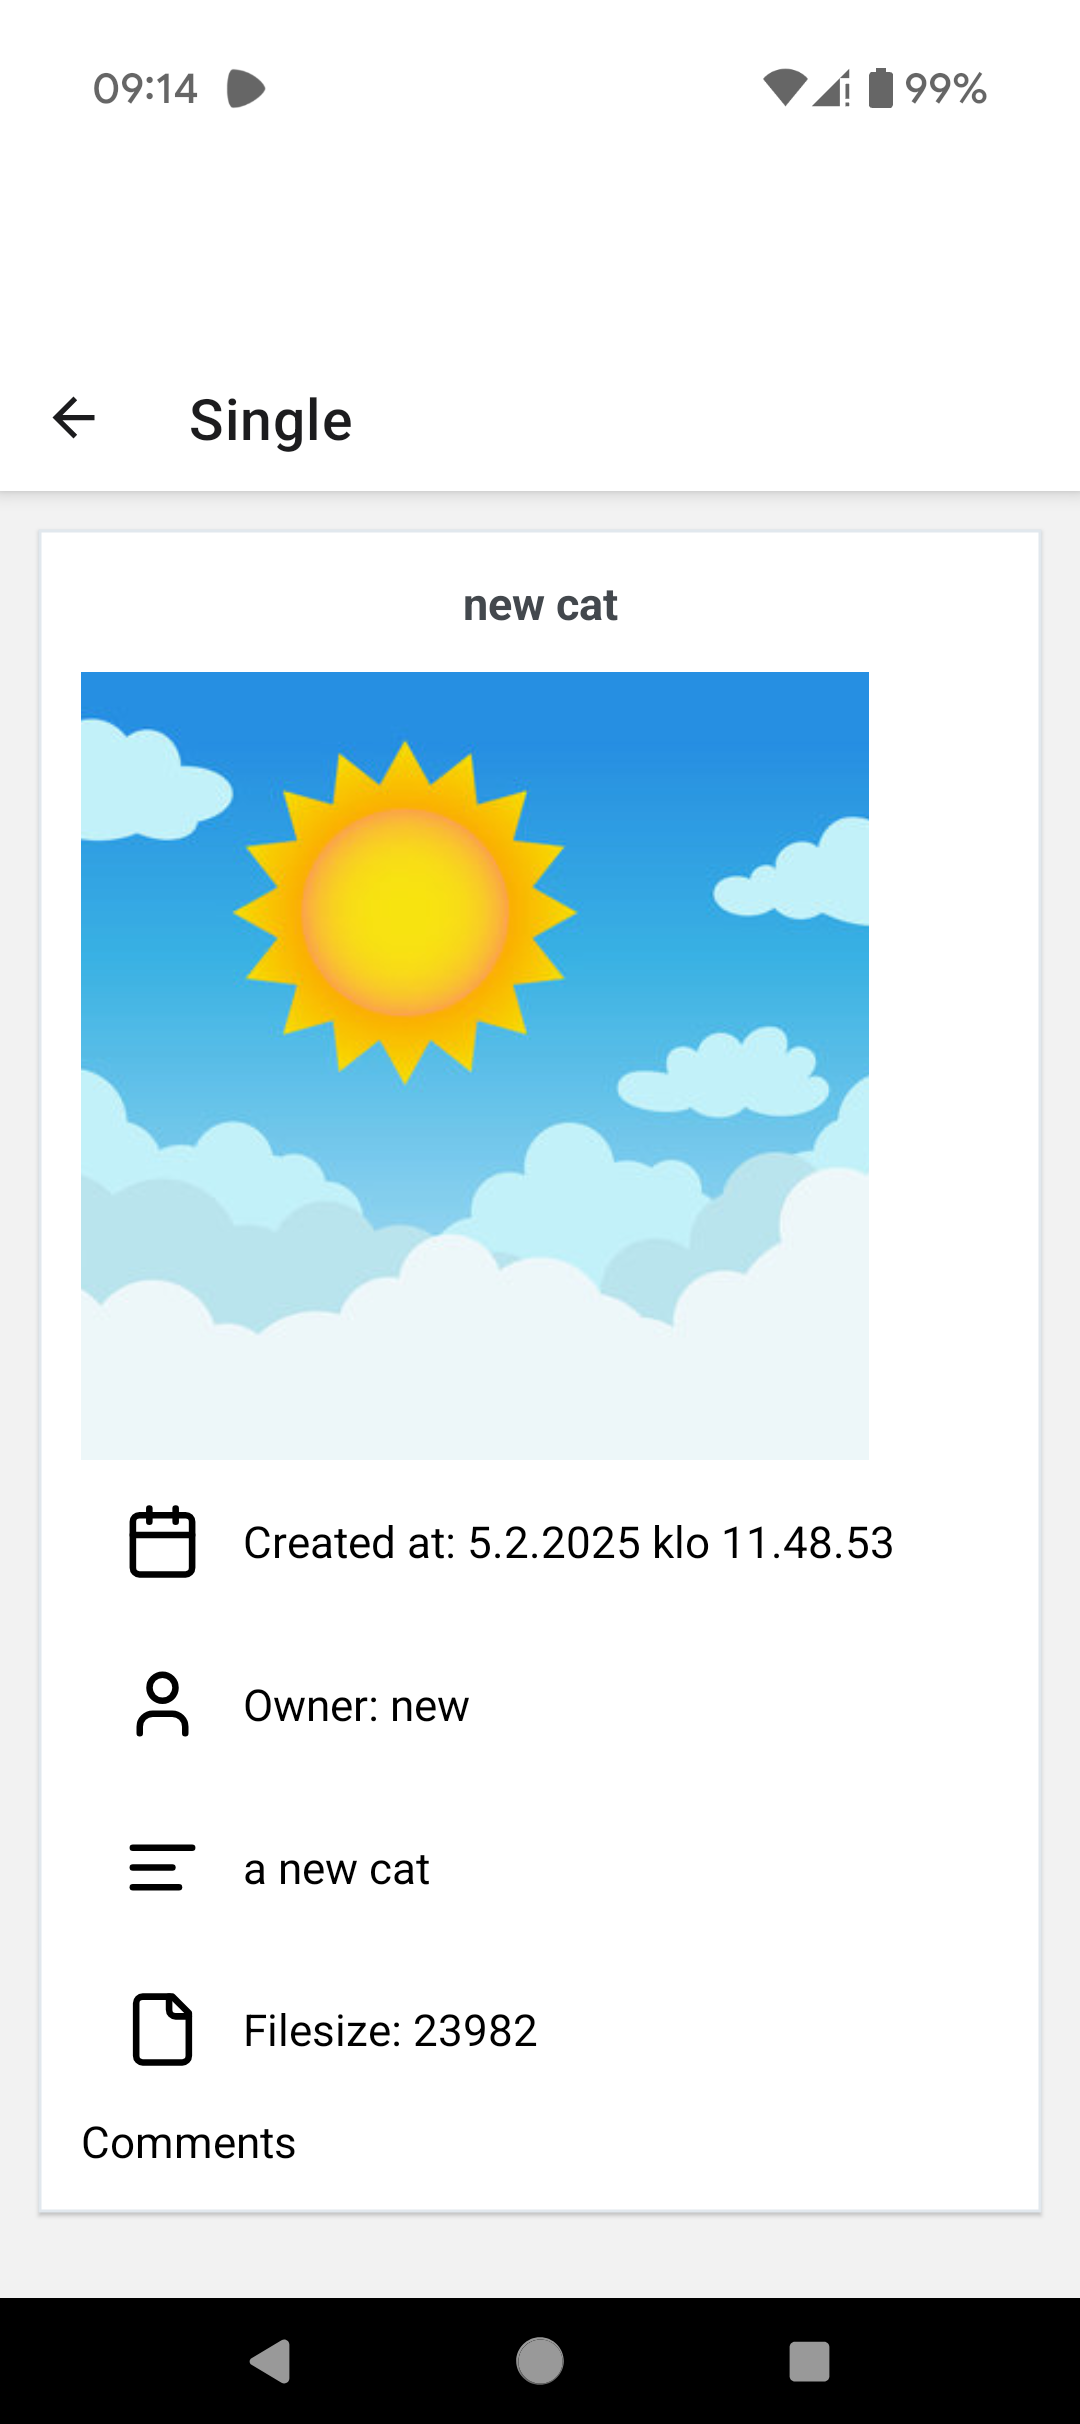 09:14
99%
Single
new cat
Created at: 5.2.2025 klo 11.48.53
Owner: new
a new cat
Filesize: 23982
Comments